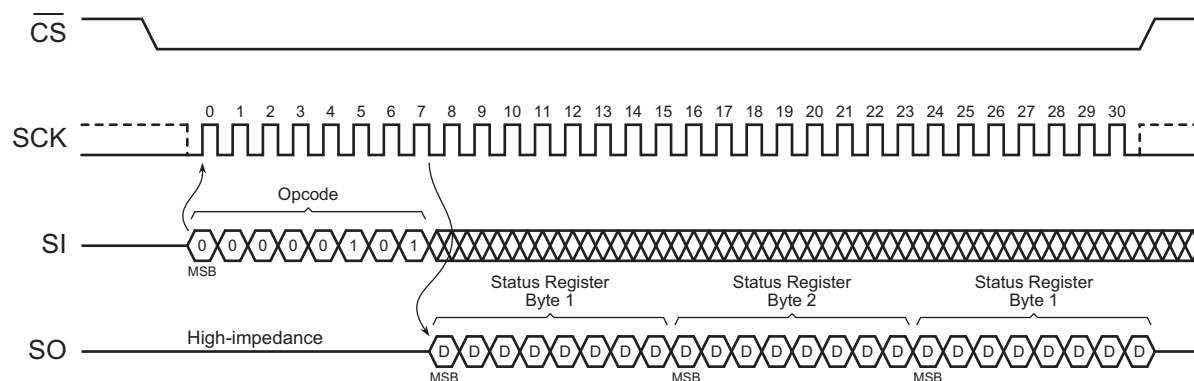 CS
SCK
0 1 2 3 4 5 6 7 8 9 10 11 12 13 14 15 16 17 18 19 20 21 22 23 24 25 26 27 28 29 30
Opcode
SI
0 0 0 0 0 1 0 1
MSB
Status Register
Byte 1
Status Register
Byte 2
Status Register
Byte 1
SO
High-impedance
D D D D D D D D D D D D D D D D D D D D D D D D
MSB MSB MSB